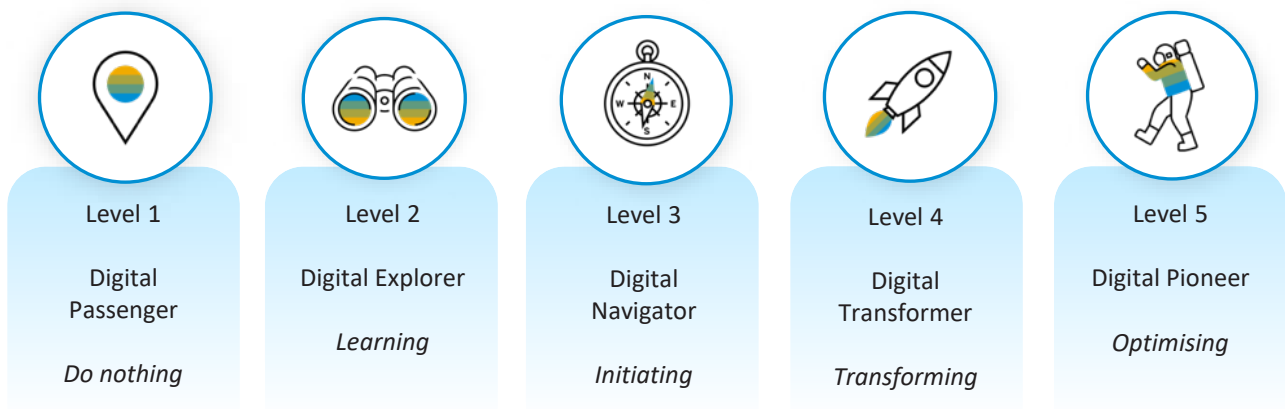 N
W
E
S
Level 1
Digital
Passenger
Do nothing
Level 2
Digital Explorer
Learning
Level 3
Digital
Navigator
Initiating
Level 4
Digital
Transformer
Transforming
Level 5
Digital Pioneer
Optimising